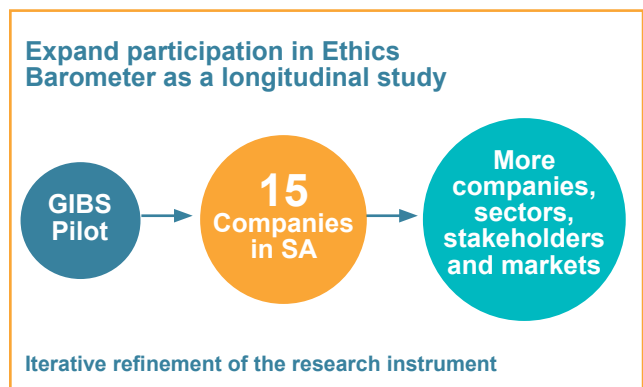 Expand participation in Ethics
Barometer as a longitudinal study
GIBS
Pilot
15
Companies
in SA
More
companies,
sectors,
stakeholders
and markets
Iterative refinement of the research instrument